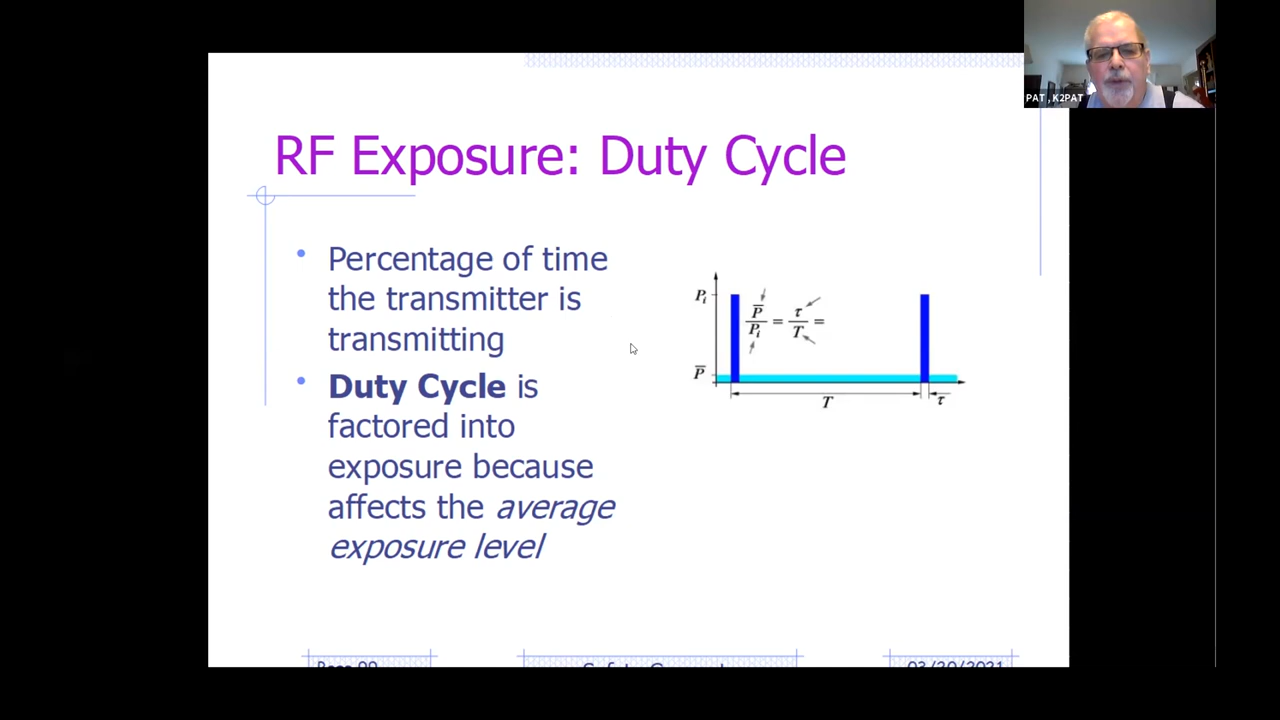 PAT , K2PAT
RF Exposure: Duty Cycle
• Percentage of time
the transmitter is
transmitting
• Duty Cycle is
factored into
exposure because
affects the average
exposure level
Pi
P̅
P̅/Pi = τ/T =
T
τ
03/20/2021